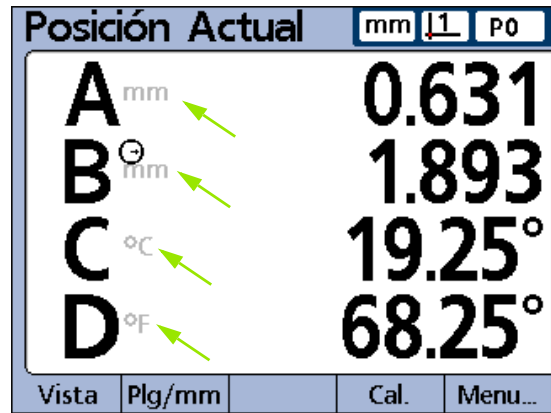 Posición Actual mm 1 P0
A mm 0.631
B mm 1.893
C °C 19.25°
D °F 68.25°
Vista Plg/mm Cal. Menu...